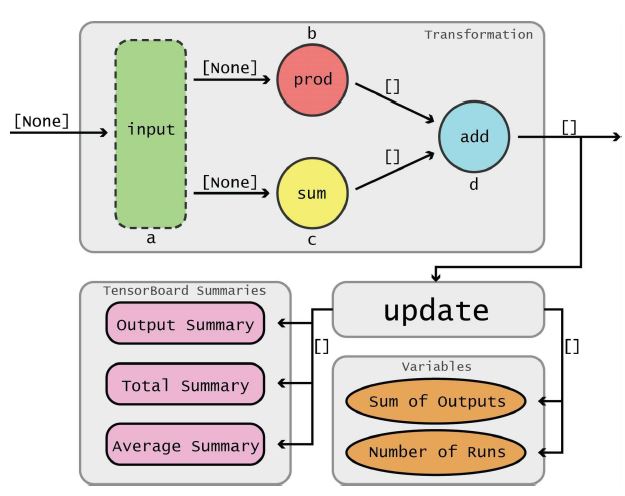 Transformation
b
[None]
prod
[]
[None]
input
add
[]
[]
[None]
sum
d
a
c
TensorBoard Summaries
Output Summary
Total Summary
Average Summary
update
[]
[]
Variables
Sum of Outputs
Number of Runs